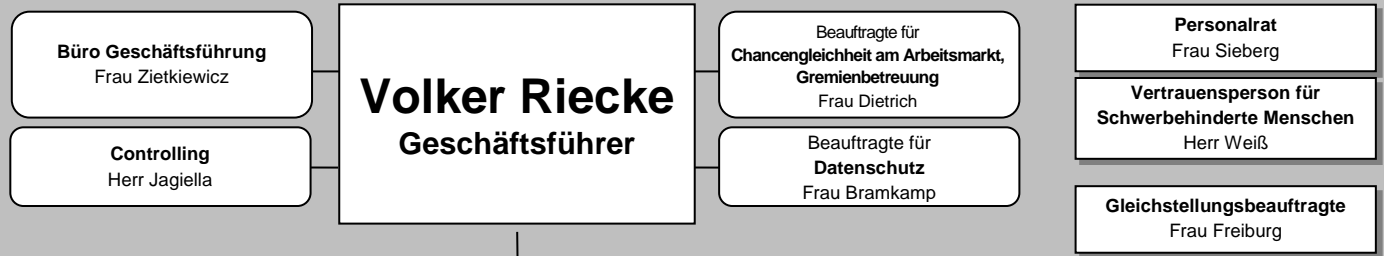 Büro Geschäftsführung
Frau Zietkiewicz
Controlling
Herr Jagiella
Volker Riecke
Geschäftsführer
Beauftragte für
Chancengleichheit am Arbeitsmarkt,
Gremienbetreuung
Frau Dietrich
Beauftragte für
Datenschutz
Frau Bramkamp
Personalrat
Frau Sieberg
Vertrauensperson für
Schwerbehinderte Menschen
Herr Weiß
Gleichstellungsbeauftragte
Frau Freiburg